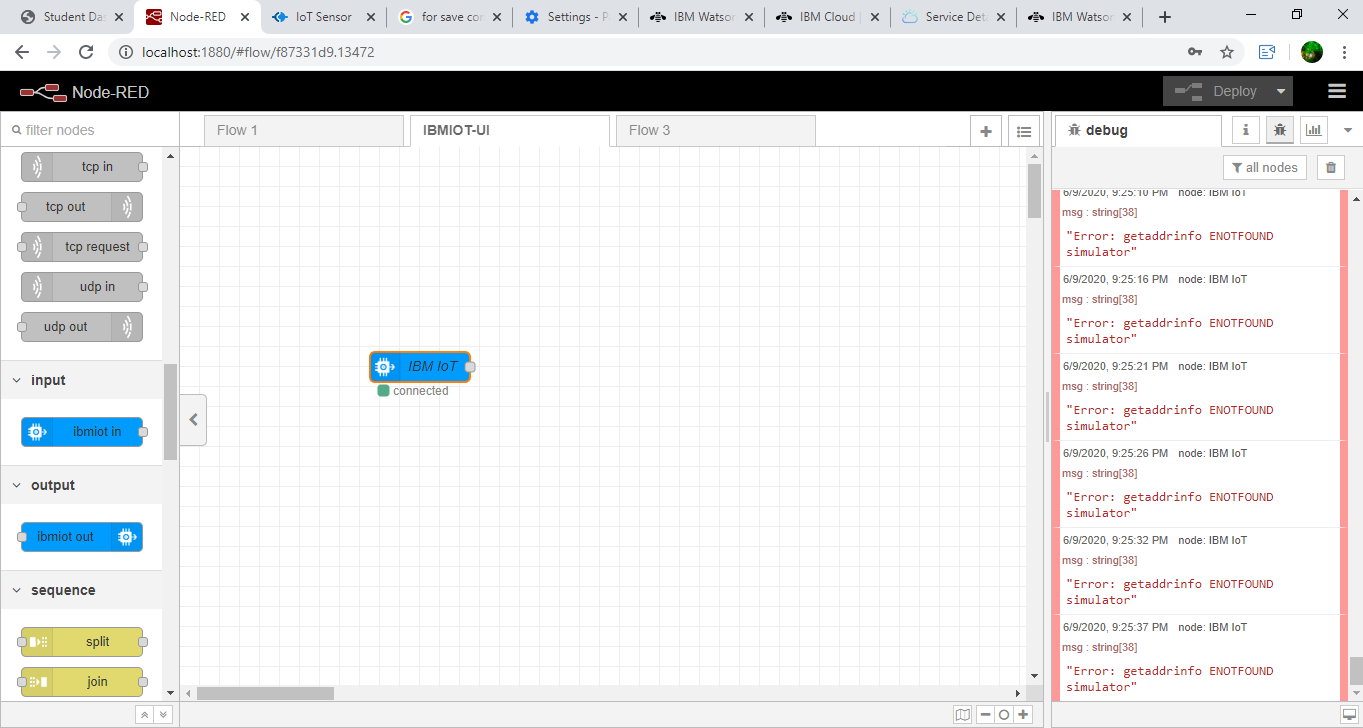 Student Das
Node-RED
IoT Sensor
for save cor
Settings - P
IBM Watsor
IBM Cloud |
Service Deta
IBM Watsor
localhost:1880/#flow/f87331d9.13472
Node-RED
Deploy
filter nodes
Flow 1
IBMIOT-UI
Flow 3
debug
i
all nodes
tcp in
tcp out
tcp request
udp in
udp out
input
ibmiot in
output
ibmiot out
sequence
split
join
IBM IoT
connected
6/9/2020, 9:25:10 PM node: IBM IoT
msg : string[38]
"Error: getaddrinfo ENOTFOUND
simulator"
6/9/2020, 9:25:16 PM node: IBM IoT
msg : string[38]
"Error: getaddrinfo ENOTFOUND
simulator"
6/9/2020, 9:25:21 PM node: IBM IoT
msg : string[38]
"Error: getaddrinfo ENOTFOUND
simulator"
6/9/2020, 9:25:26 PM node: IBM IoT
msg : string[38]
"Error: getaddrinfo ENOTFOUND
simulator"
6/9/2020, 9:25:32 PM node: IBM IoT
msg : string[38]
"Error: getaddrinfo ENOTFOUND
simulator"
6/9/2020, 9:25:37 PM node: IBM IoT
msg : string[38]
"Error: getaddrinfo ENOTFOUND
simulator"